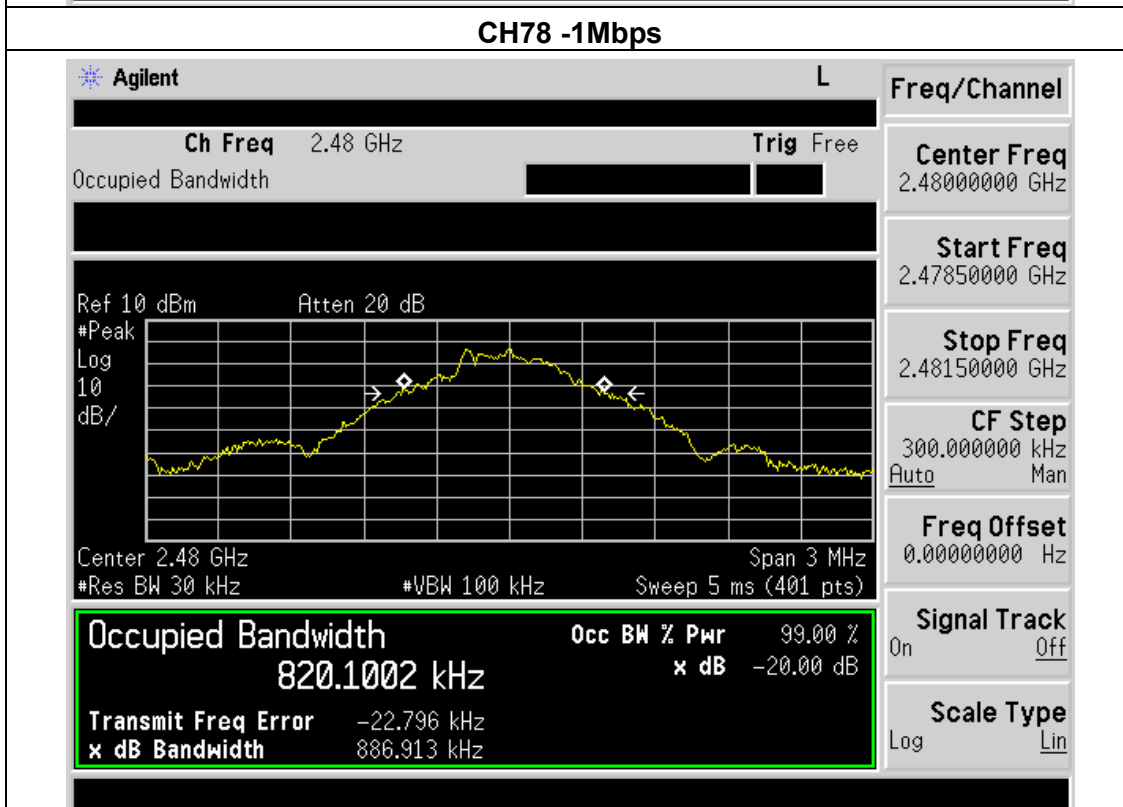 CH78 -1Mbps
Agilent L
Freq/Channel
Ch Freq 2.48 GHz Trig Free
Occupied Bandwidth
Center Freq
2.48000000 GHz
Start Freq
2.47850000 GHz
Stop Freq
2.48150000 GHz
CF Step
300.000000 kHz
Auto Man
Freq Offset
0.00000000 Hz
Signal Track
On Off
Scale Type
Log Lin
Ref 10 dBm Atten 20 dB
#Peak
Log
10
dB/
Center 2.48 GHz Span 3 MHz
#Res BW 30 kHz #VBW 100 kHz Sweep 5 ms (401 pts)
Occupied Bandwidth Occ BW % Pwr 99.00 %
820.1002 kHz x dB -20.00 dB
Transmit Freq Error -22.796 kHz
x dB Bandwidth 886.913 kHz